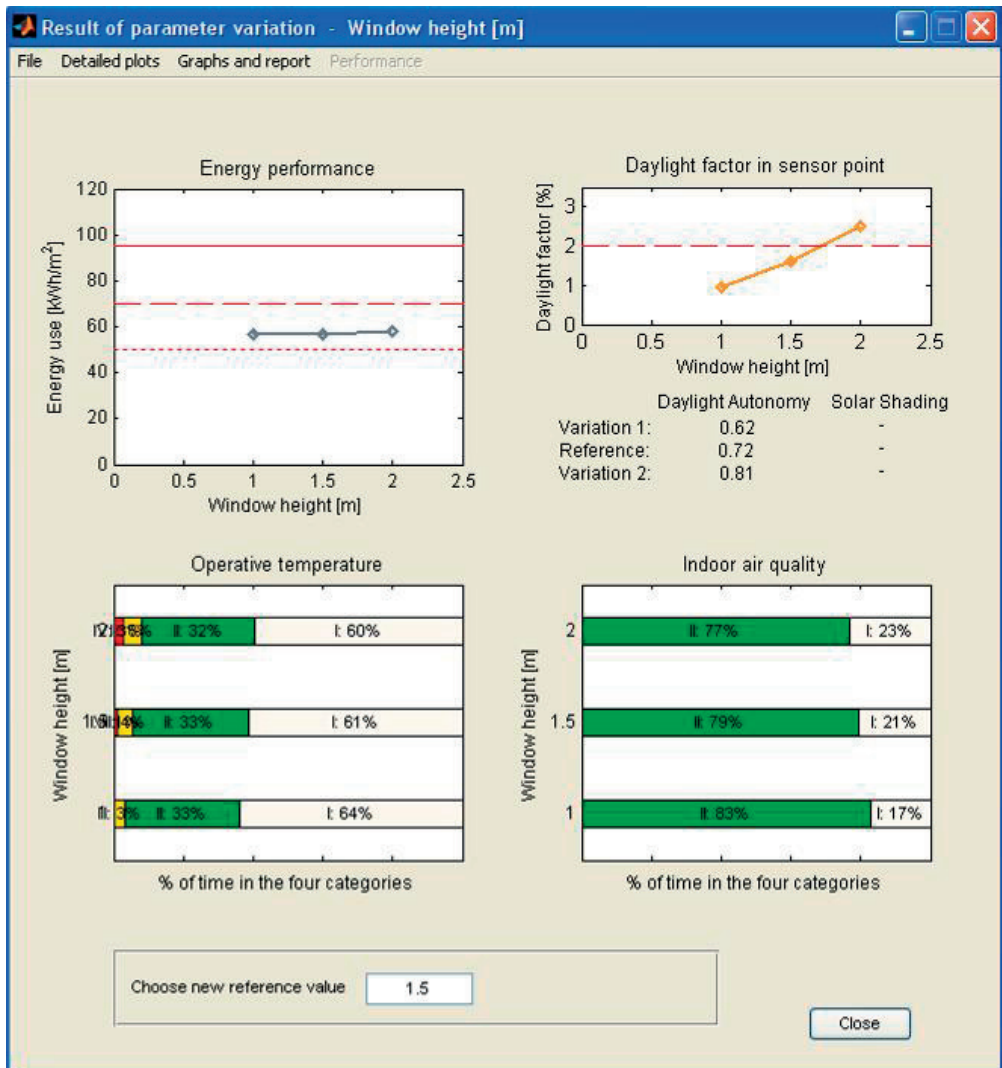 Result of parameter variation - Window height [m]
File Detailed plots Graphs and report Performance
Energy performance
120
100
80
60
40
20
0
Energy use [kWh/m²]
0 0.5 1 1.5 2 2.5
Window height [m]
Daylight factor in sensor point
3
2
1
0
Daylight factor [%]
0 0.5 1 1.5 2 2.5
Window height [m]
Daylight Autonomy Solar Shading
Variation 1: 0.62 -
Reference: 0.72 -
Variation 2: 0.81 -
Operative temperature
Window height [m]
II: 32% I: 60%
II: 33% I: 61%
III: 3% II: 33% I: 64%
% of time in the four categories
Indoor air quality
Window height [m]
2 II: 77% I: 23%
1.5 II: 79% I: 21%
1 II: 83% I: 17%
% of time in the four categories
Choose new reference value 1.5
Close